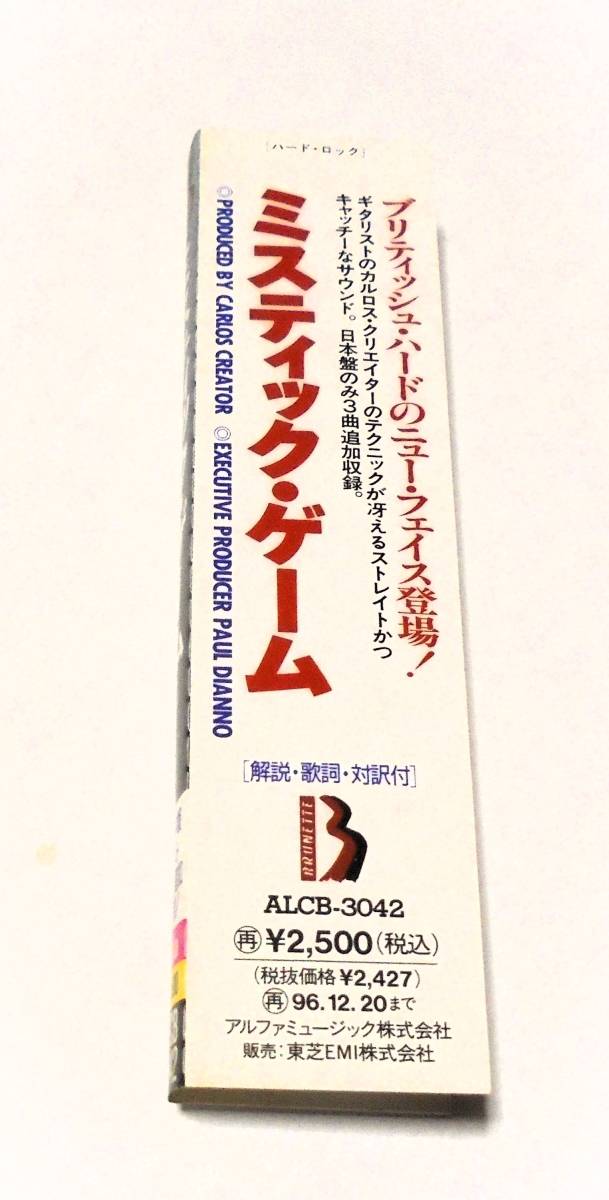 [ハード・ロック]
ブリティッシュ・ハードのニュー・フェイス登場!
ギタリストのカルロス・クリエイターのテクニックが冴えるストレイトかつ
キャッチーなサウンド。日本盤のみ3曲追加収録。
ミスティック・ゲーム
◎PRODUCED BY CARLOS CREATOR ◎EXECUTIVE PRODUCER PAUL DIANNO
[解説・歌詞・対訳付]
BRUNETTE
B
ALCB-3042
再¥2,500(税込)
(税抜価格¥2,427)
再96.12.20まで
アルファミュージック株式会社
販売:東芝EMI株式会社